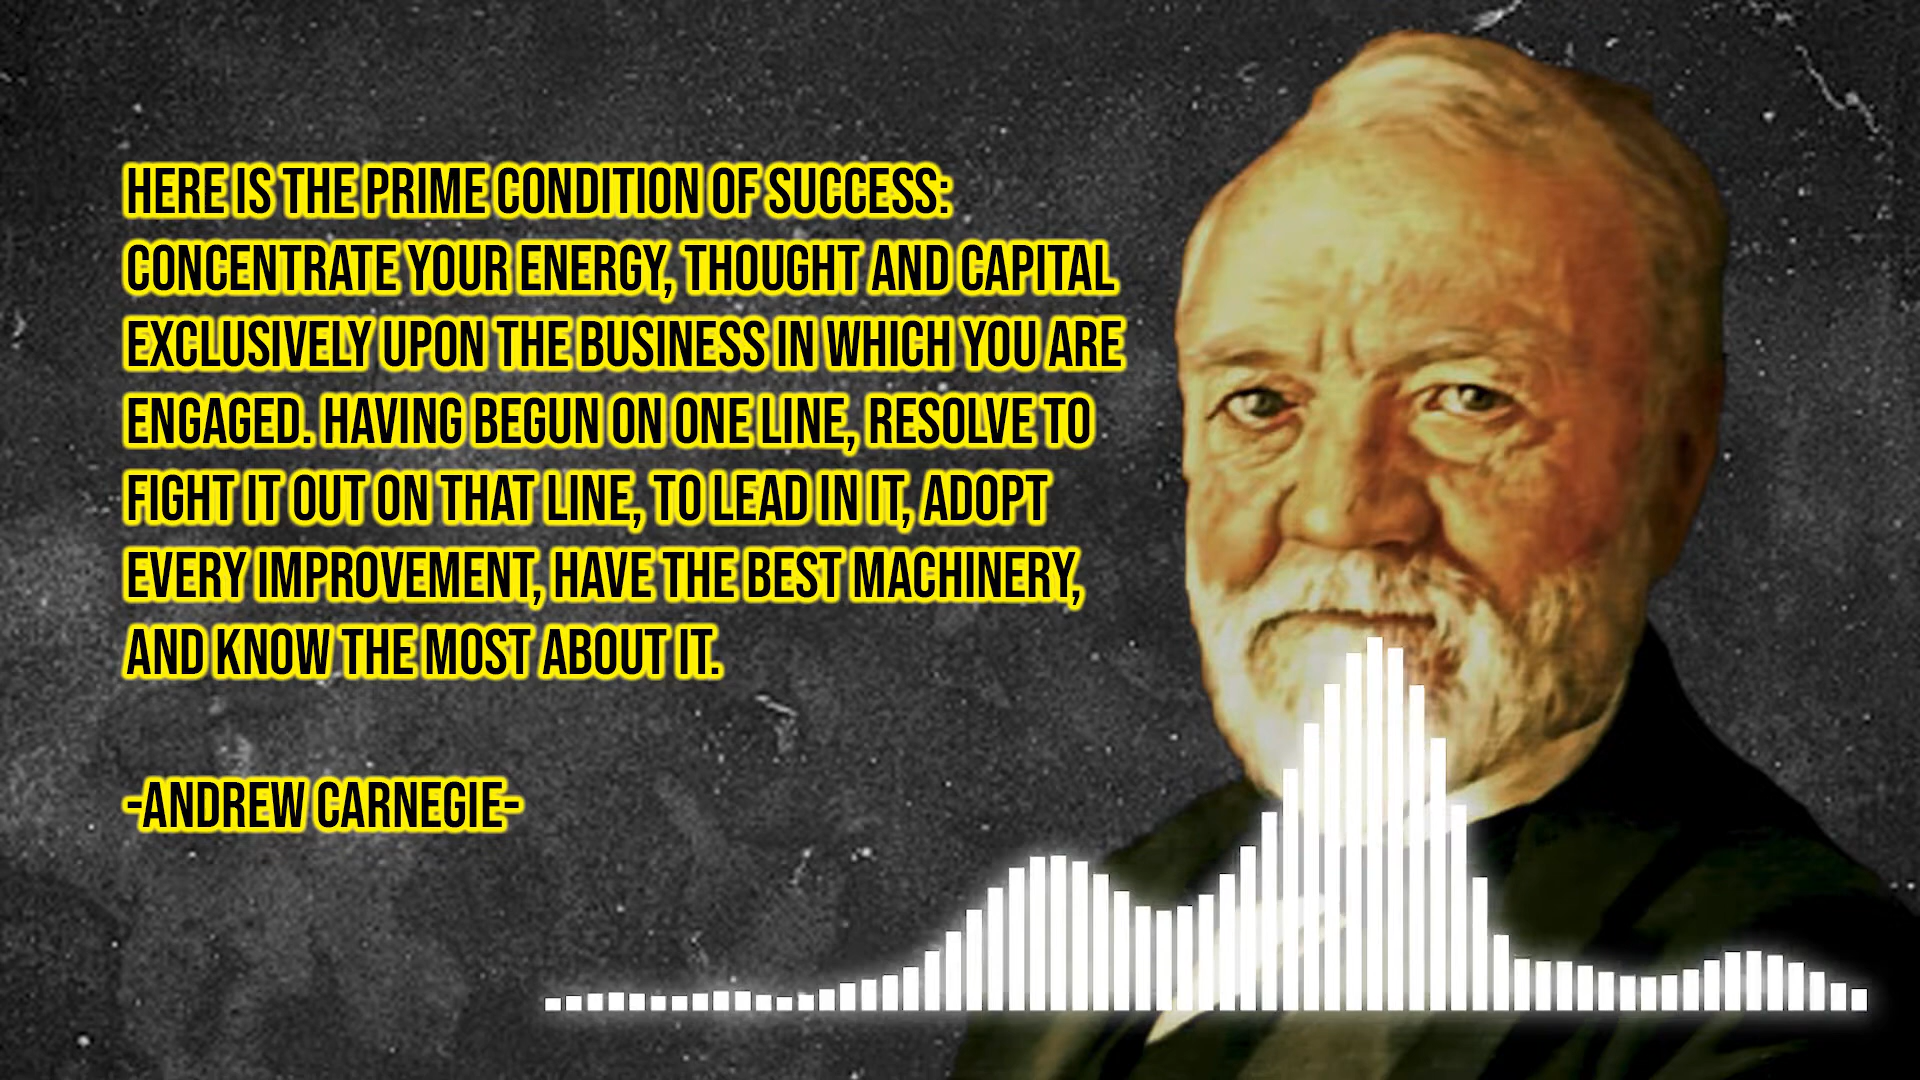 HERE IS THE PRIME CONDITION OF SUCCESS:
CONCENTRATE YOUR ENERGY, THOUGHT AND CAPITAL
EXCLUSIVELY UPON THE BUSINESS IN WHICH YOU ARE
ENGAGED. HAVING BEGUN ON ONE LINE, RESOLVE TO
FIGHT IT OUT ON THAT LINE, TO LEAD IN IT, ADOPT
EVERY IMPROVEMENT, HAVE THE BEST MACHINERY,
AND KNOW THE MOST ABOUT IT.
-ANDREW CARNEGIE-